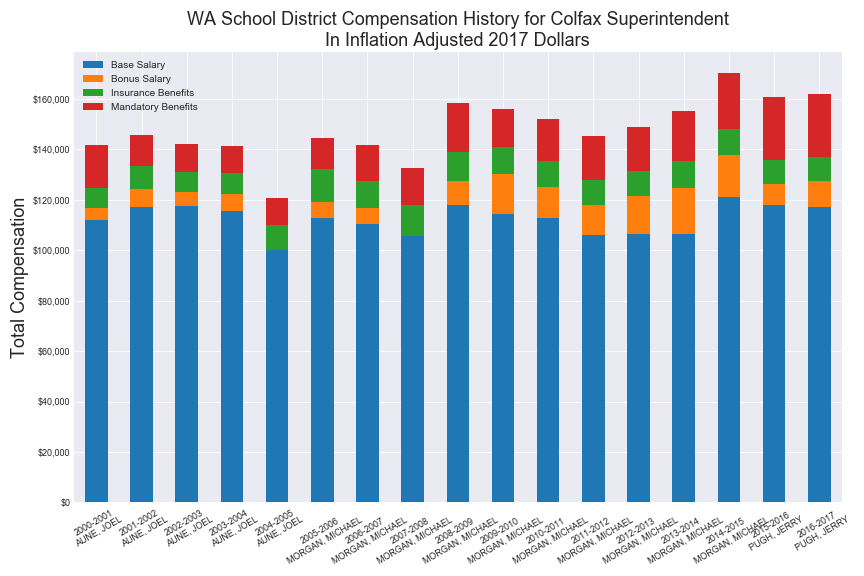 WA School District Compensation History for Colfax Superintendent
In Inflation Adjusted 2017 Dollars
Base Salary
Bonus Salary
Insurance Benefits
Mandatory Benefits
Total Compensation
$160,000
$140,000
$120,000
$100,000
$80,000
$60,000
$40,000
$20,000
$0
2000-2001
AUNE, JOEL
2001-2002
AUNE, JOEL
2002-2003
AUNE, JOEL
2003-2004
AUNE, JOEL
2004-2005
AUNE, JOEL
2005-2006
MORGAN, MICHAEL
2006-2007
MORGAN, MICHAEL
2007-2008
MORGAN, MICHAEL
2008-2009
MORGAN, MICHAEL
2009-2010
MORGAN, MICHAEL
2010-2011
MORGAN, MICHAEL
2011-2012
MORGAN, MICHAEL
2012-2013
MORGAN, MICHAEL
2013-2014
MORGAN, MICHAEL
2014-2015
MORGAN, MICHAEL
2015-2016
PUGH, JERRY
2016-2017
PUGH, JERRY